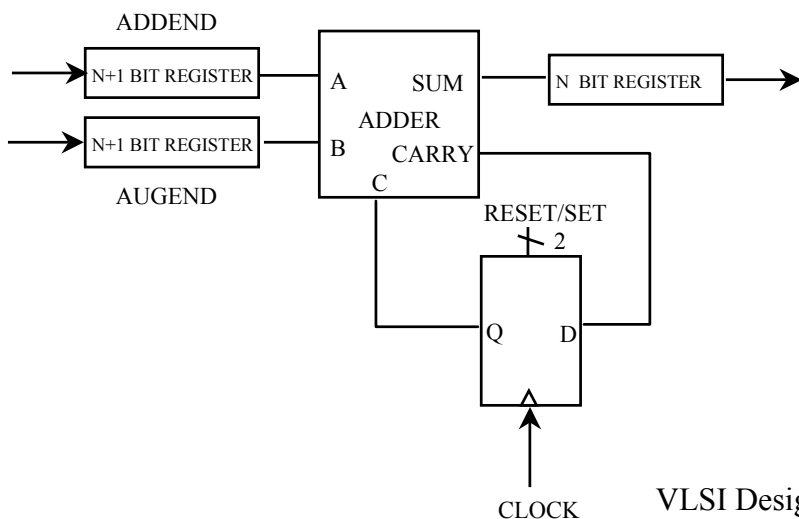 ADDEND
N+1 BIT REGISTER
N+1 BIT REGISTER
AUGEND
A
B
C
SUM
ADDER
CARRY
N BIT REGISTER
RESET/SET
2
Q
D
CLOCK
VLSI Desig